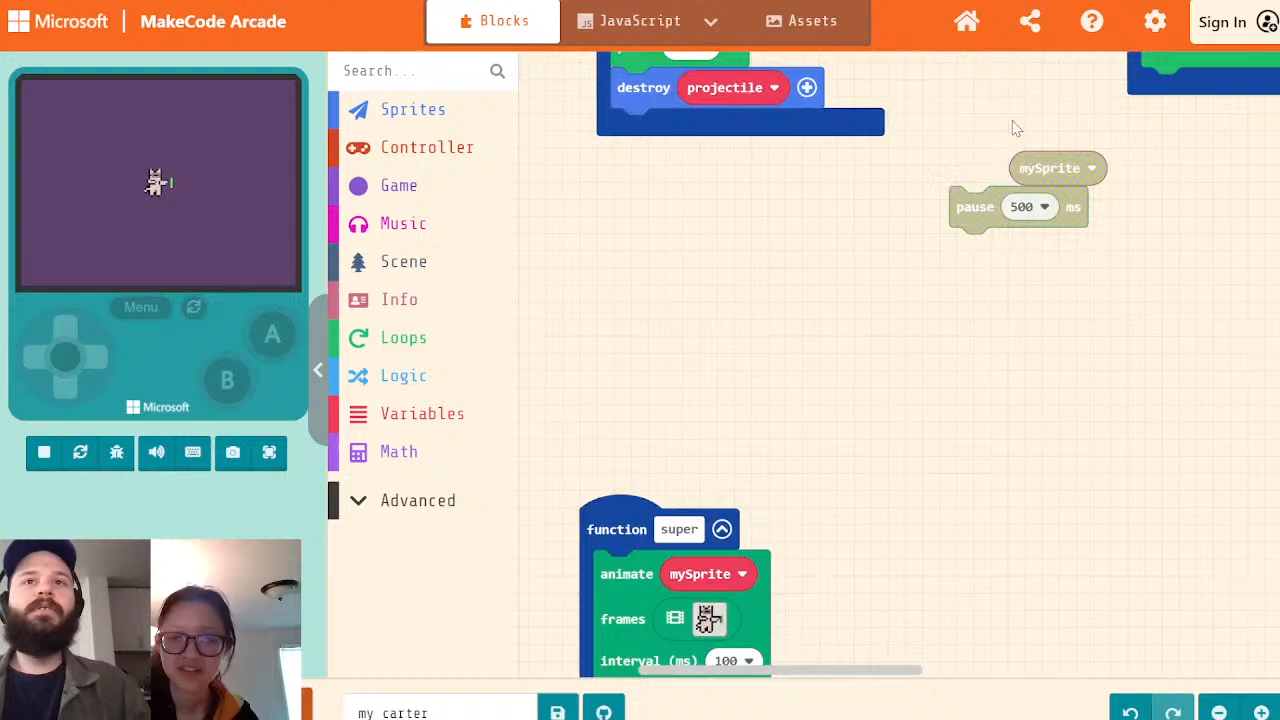 Microsoft | MakeCode Arcade
Blocks
JS JavaScript
Assets
Sign In
Search...
Sprites
Controller
Game
Music
Scene
Info
Loops
Logic
Variables
Math
Advanced
Menu
A
B
Microsoft
destroy projectile
mySprite
pause 500 ms
function super
animate mySprite
frames
interval (ms) 100
my carter